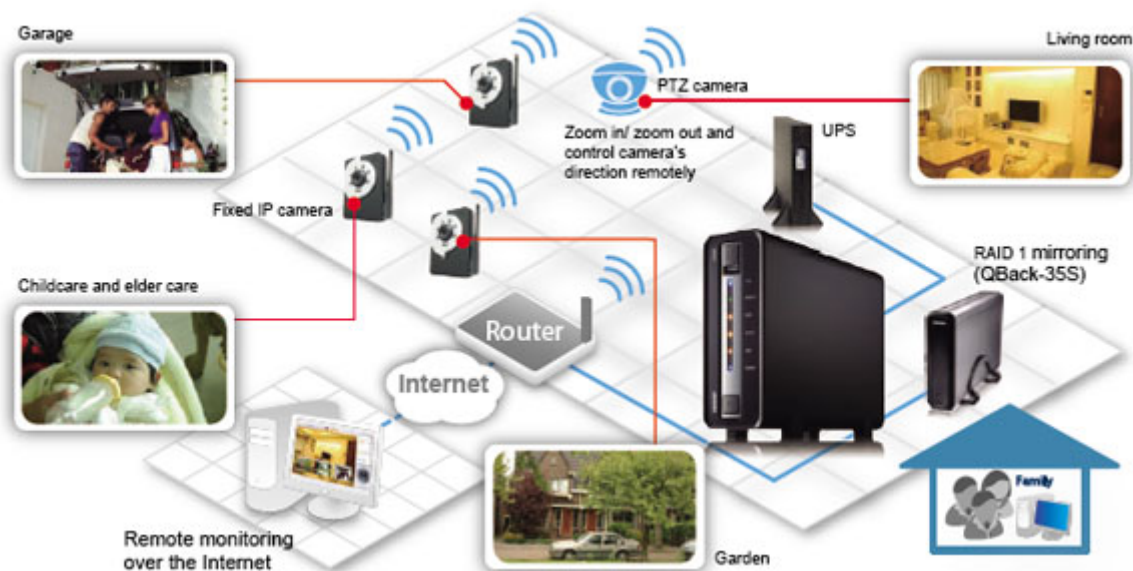 Garage
Living room
PTZ camera
Zoom in/ zoom out and
control camera's
direction remotely
UPS
Fixed IP camera
RAID 1 mirroring
(QBack-35S)
Childcare and elder care
Router
Internet
Family
Remote monitoring
over the Internet
Garden